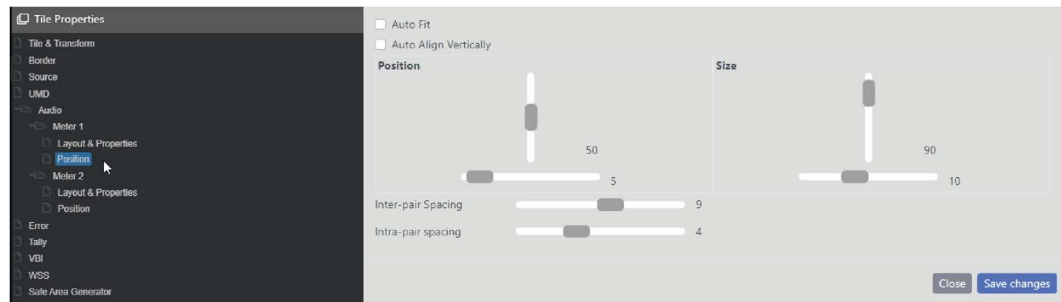 Tile Properties
Tile & Transform
Border
Source
UMD
Audio
Meter 1
Layout & Properties
Position
Meter 2
Layout & Properties
Position
Error
Tally
VBI
WSS
Safe Area Generator
Auto Fit
Auto Align Vertically
Position
50
5
Size
90
10
Inter-pair Spacing 9
Intra-pair spacing 4
Close Save changes